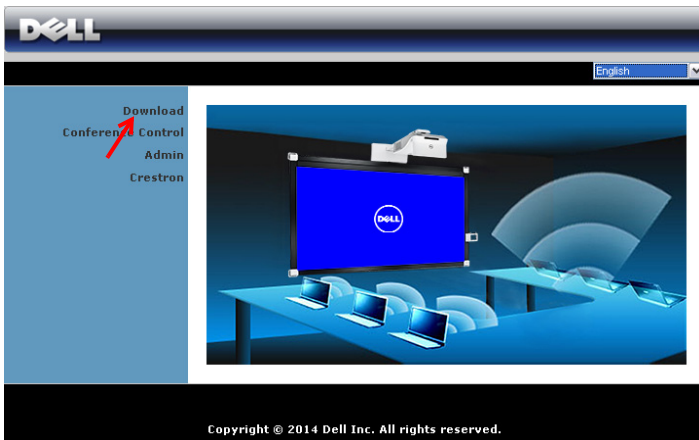 DELL
English
Download
Conference Control
Admin
Crestron
DELL
Copyright © 2014 Dell Inc. All rights reserved.